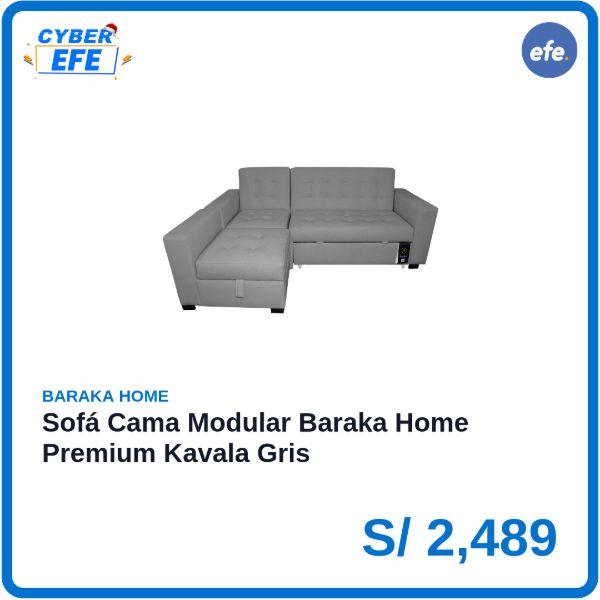 CYBER
EFE
efe.
BARAKA HOME
Sofá Cama Modular Baraka Home
Premium Kavala Gris
S/ 2,489